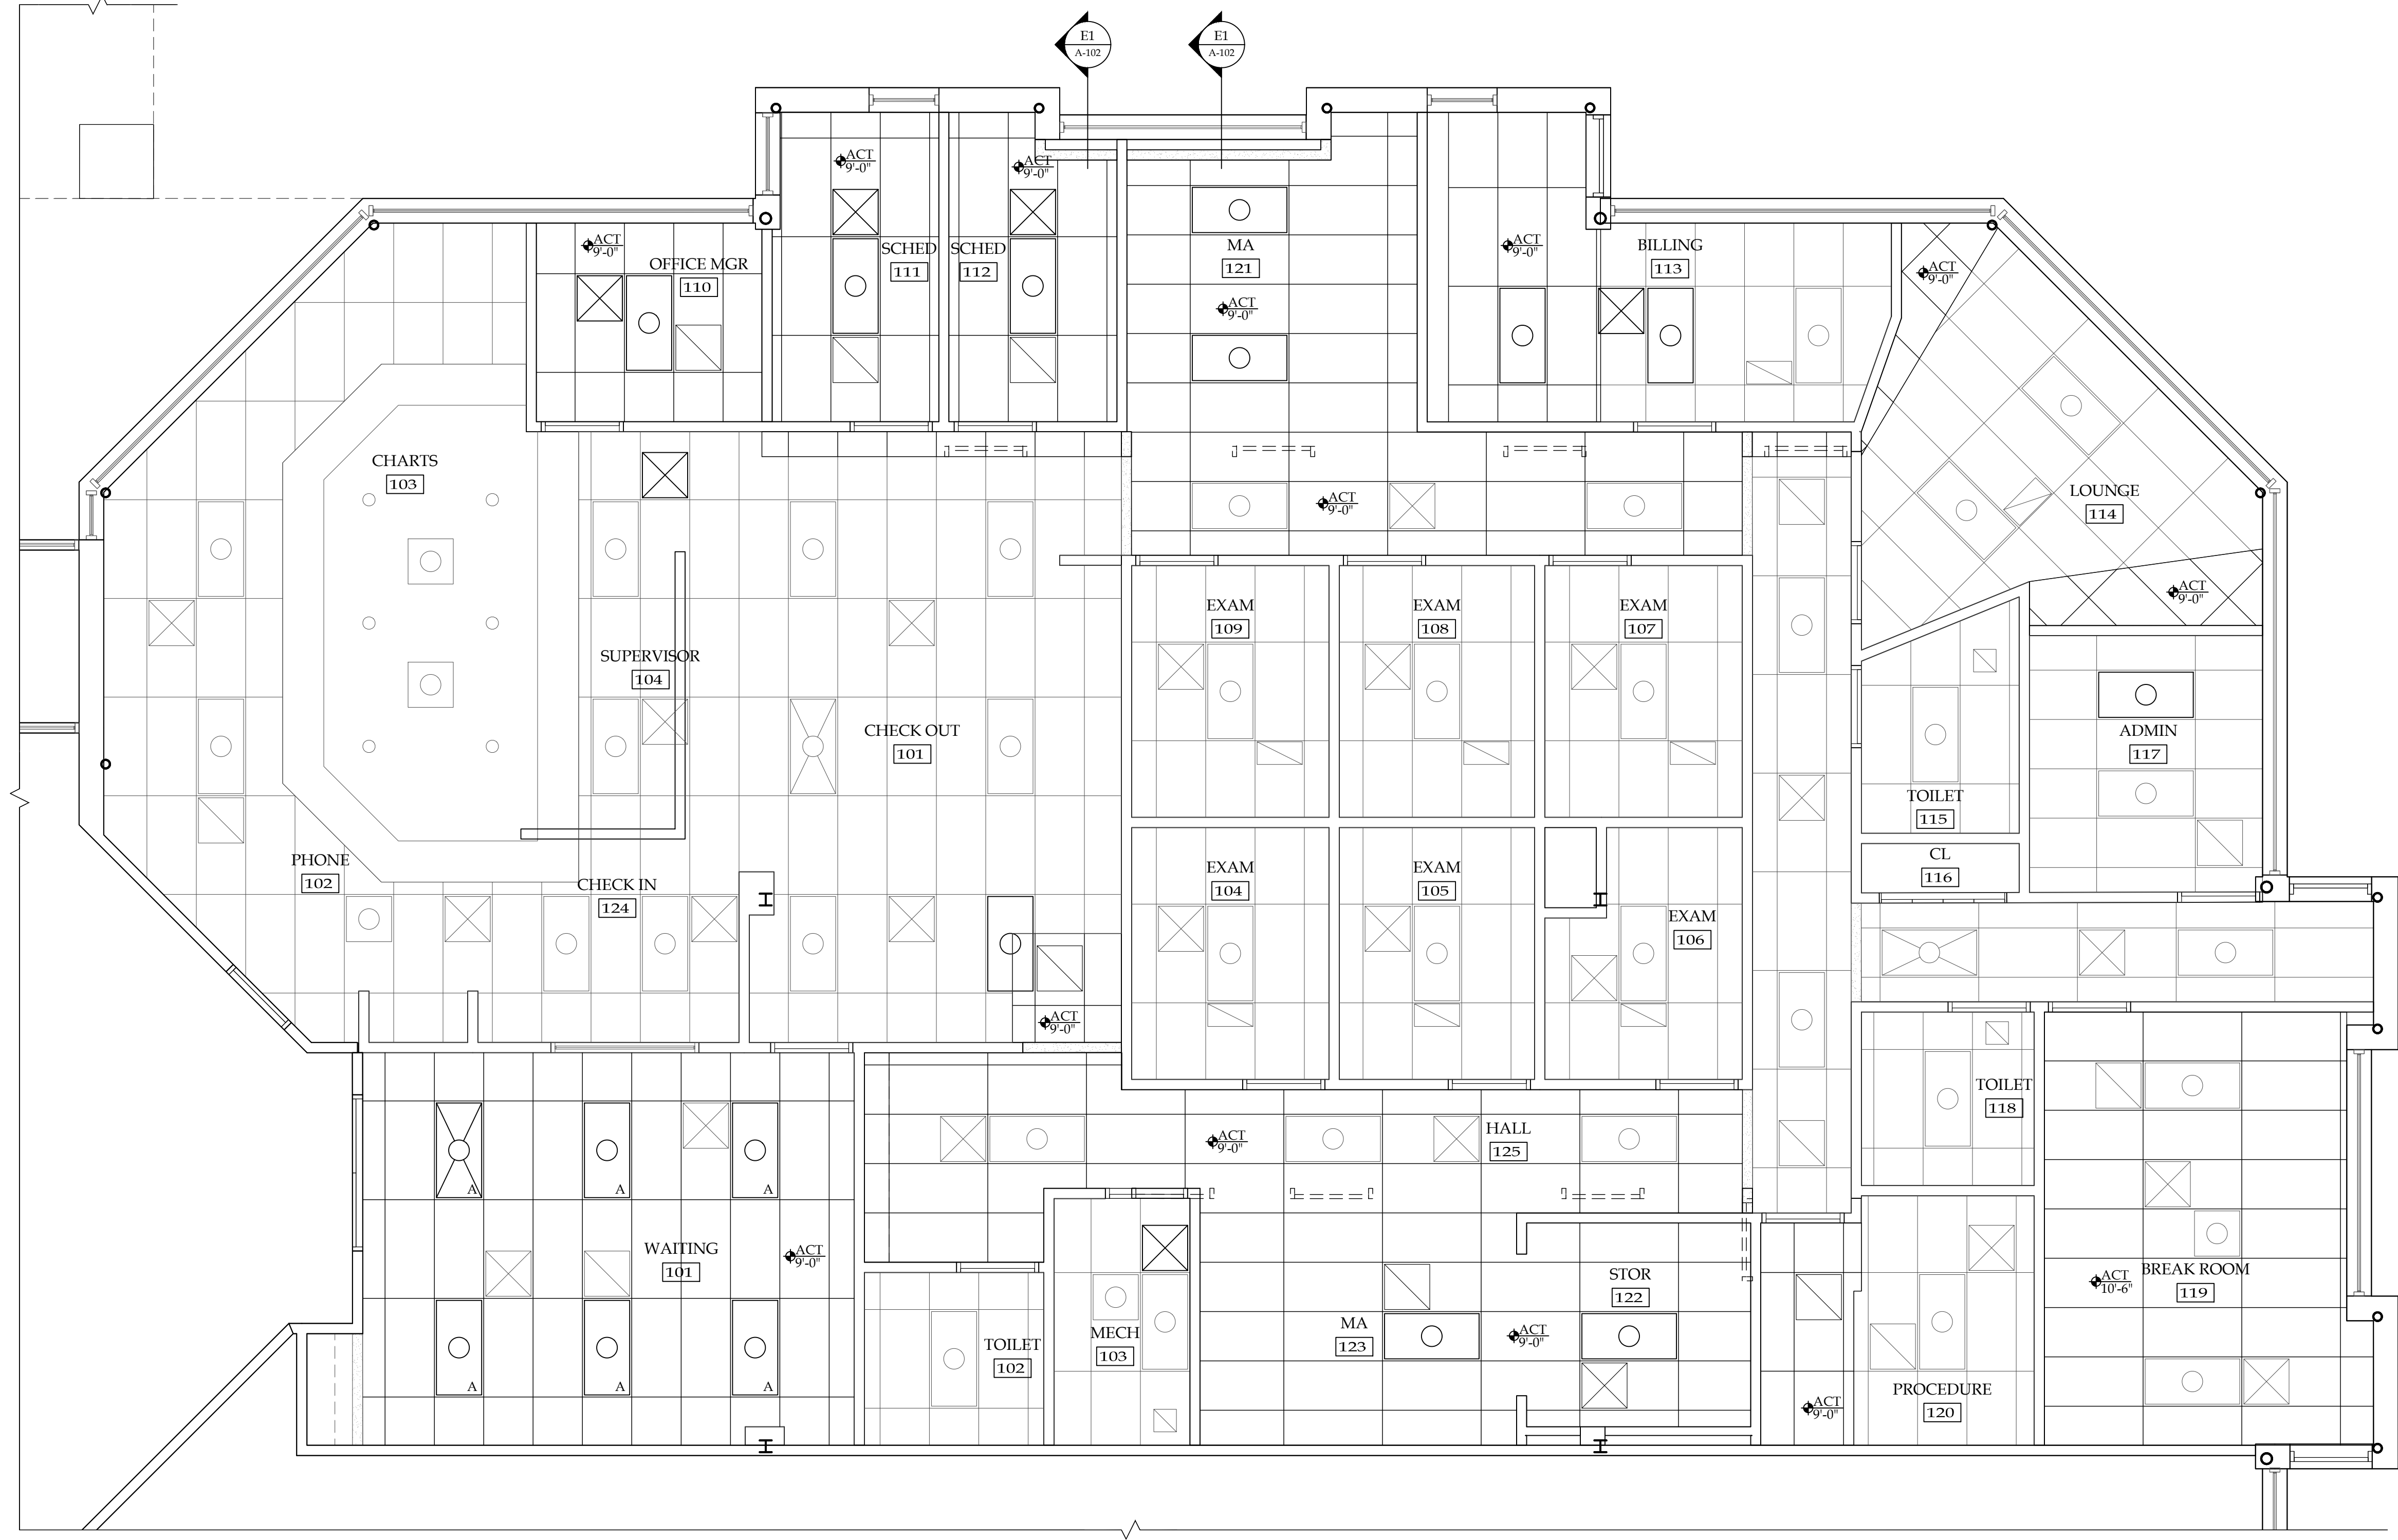 E1
A-102
E1
A-102
ACT
9'-0"
ACT
9'-0"
ACT
9'-0"
OFFICE MGR
110
SCHED
111
SCHED
112
MA
121
ACT
9'-0"
ACT
9'-0"
BILLING
113
ACT
9'-0"
CHARTS
103
ACT
9'-0"
LOUNGE
114
ACT
9'-0"
EXAM
109
EXAM
108
EXAM
107
SUPERVISOR
104
CHECK OUT
101
ADMIN
117
TOILET
115
CL
116
PHONE
102
CHECK IN
124
EXAM
104
EXAM
105
EXAM
106
ACT
9'-0"
TOILET
118
ACT
9'-0"
HALL
125
A
A
A
WAITING
101
ACT
9'-0"
STOR
122
ACT
10'-6"
BREAK ROOM
119
TOILET
102
MECH
103
MA
123
ACT
9'-0"
A
A
A
ACT
9'-0"
PROCEDURE
120